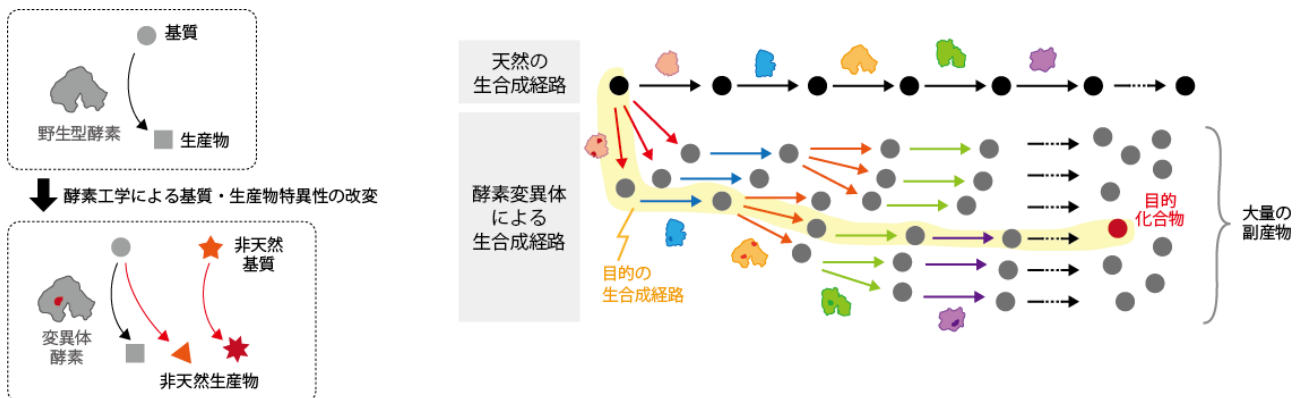 基質
野生型酵素
生産物
酵素工学による基質・生産物特異性の改変
非天然
基質
変異体
酵素
非天然生産物
天然の
生合成経路
酵素変異体
による
生合成経路
目的の
生合成経路
目的
化合物
大量の
副産物